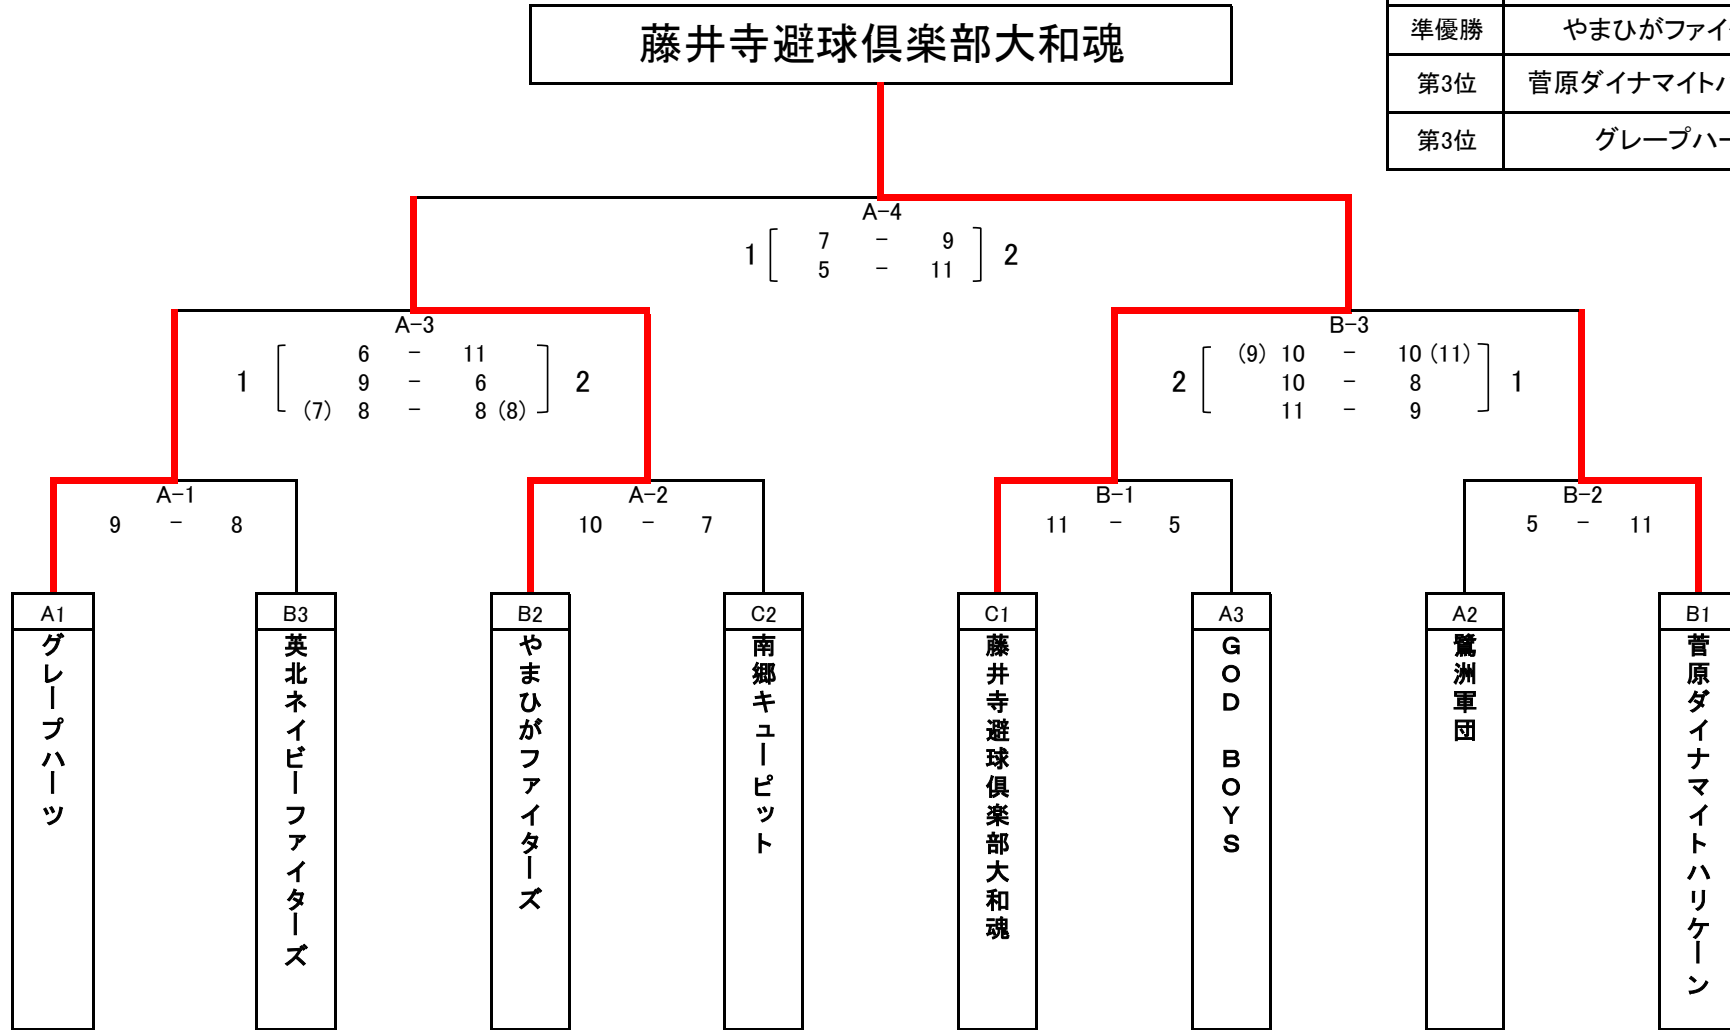 藤井寺避球倶楽部大和魂
準優勝 やまひがファイ
第3位 菅原ダイナマイト
第3位 グレープハー
A-4
1 [ 7 - 9 ] 2
5 - 11
A-3
1 [ 6 - 11 ] 2
9 - 6
(7) 8 - 8 (8)
B-3
2 [ (9) 10 - 10 (11) ] 1
10 - 8
11 - 9
A-1
9 - 8
A-2
10 - 7
B-1
11 - 5
B-2
5 - 11
A1
グレープハーツ
B3
英北ネイビーファイターズ
B2
やまひがファイターズ
C2
南郷キューピット
C1
藤井寺避球倶楽部大和魂
A3
GOD BOYS
A2
鷺洲軍団
B1
菅原ダイナマイトハリケーン